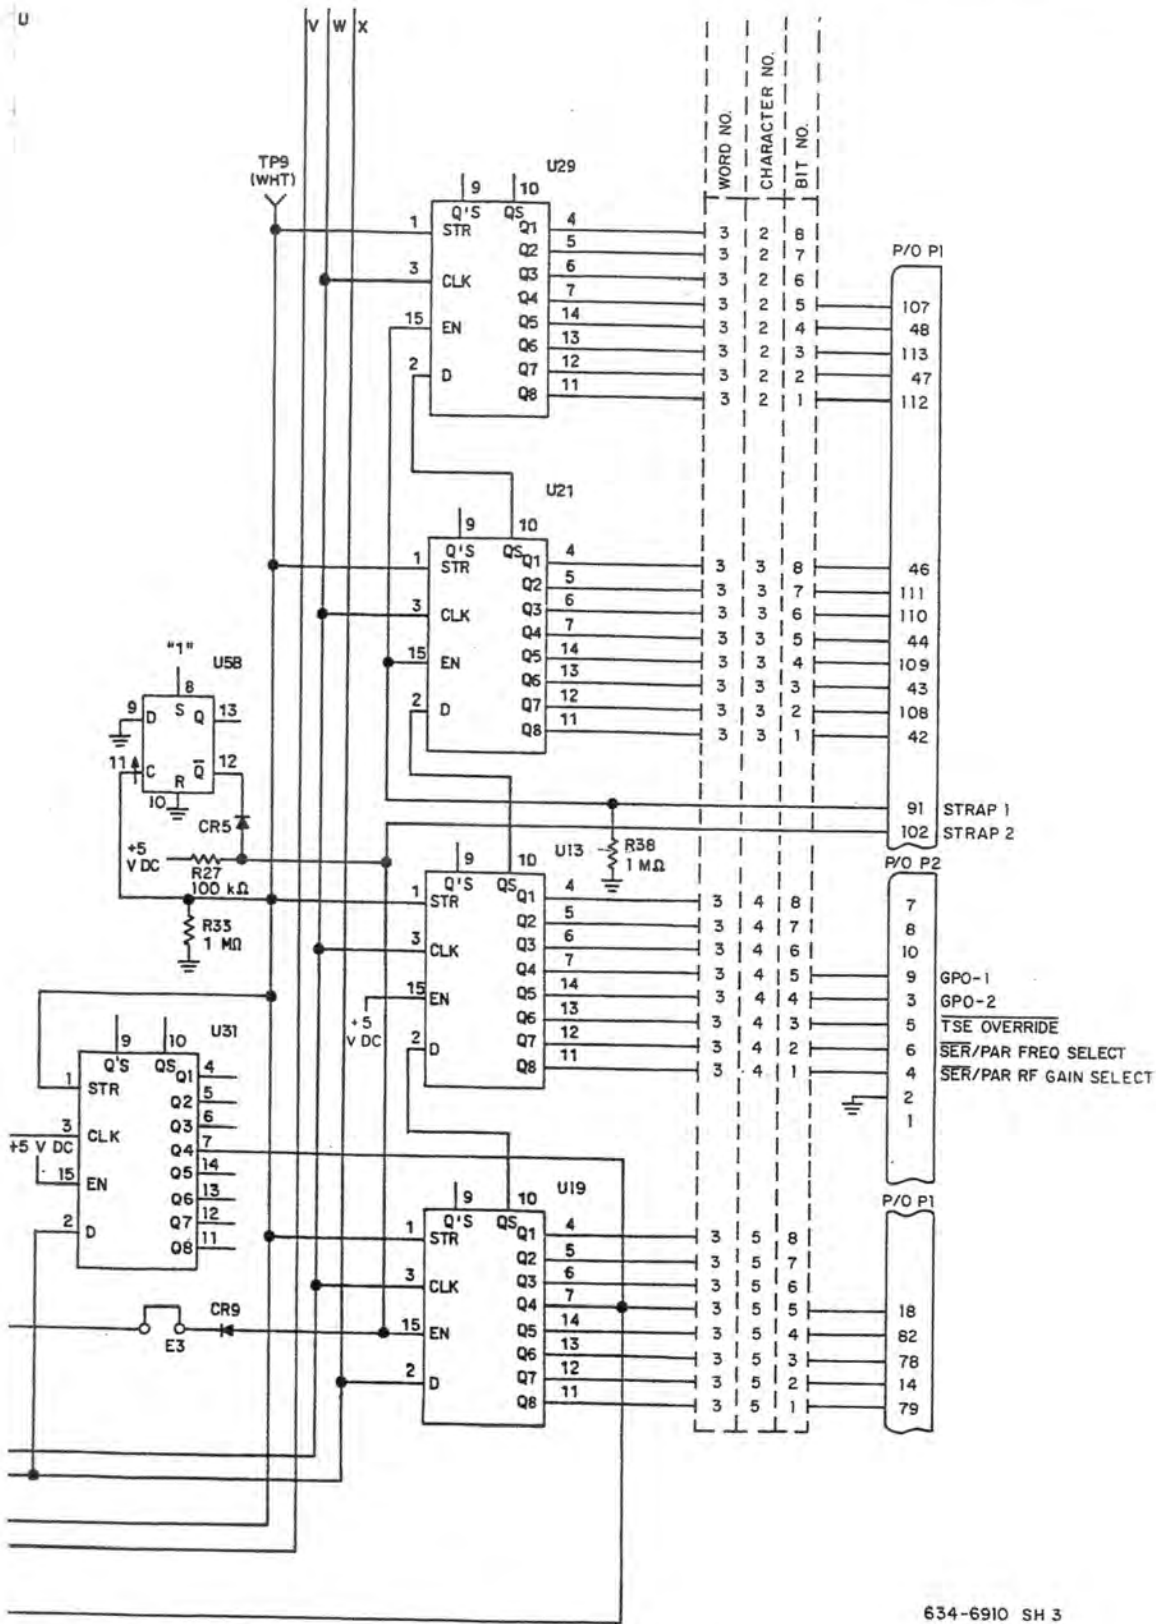 U
V W X
WORD NO.
CHARACTER NO.
BIT NO.
TP9
(WHT)
U29
9 10
Q'S QS
1 STR Q1 4 3 2 8
Q2 5 3 2 7
3 CLK Q3 6 3 2 6
P/O P1
Q4 7 3 2 5 107
15 EN Q5 14 3 2 4 48
Q6 13 3 2 3 113
2 D Q7 12 3 2 2 47
Q8 11 3 2 1 112
U21
9 10
Q'S QS
1 STR Q1 4 3 3 8 46
Q2 5 3 3 7 111
3 CLK Q3 6 3 3 6 110
Q4 7 3 3 5 44
15 EN Q5 14 3 3 4 109
Q6 13 3 3 3 43
2 D Q7 12 3 3 2 108
Q8 11 3 3 1 42
"1"
U5B
8
9 D S Q 13
11 C R Q 12
10
CR5
+5
V DC
R27
100 kΩ
R33
1 MΩ
91 STRAP 1
102 STRAP 2
R38
1 MΩ
U13
P/O P2
9 10
Q'S QS
1 STR Q1 4 3 4 8 7
Q2 5 3 4 7 8
3 CLK Q3 6 3 4 6 10
Q4 7 3 4 5 9 GPO-1
15 EN Q5 14 3 4 4 3 GPO-2
+5
V DC
Q6 13 3 4 3 5 TSE OVERRIDE
2 D Q7 12 3 4 2 6 SER/PAR FREQ SELECT
Q8 11 3 4 1 4 SER/PAR RF GAIN SELECT
2
1
U31
9 10
Q'S QS
1 STR Q1 4
Q2 5
3 CLK Q3 6
+5 V DC
Q4 7
15 EN Q5 14
Q6 13
2 D Q7 12
Q8 11
U19
P/O P1
9 10
Q'S QS
1 STR Q1 4 3 5 8
Q2 5 3 5 7
3 CLK Q3 6 3 5 6
Q4 7 3 5 5 18
15 EN Q5 14 3 5 4 82
Q6 13 3 5 3 78
2 D Q7 12 3 5 2 14
Q8 11 3 5 1 79
E3
CR9
634-6910 SH 3